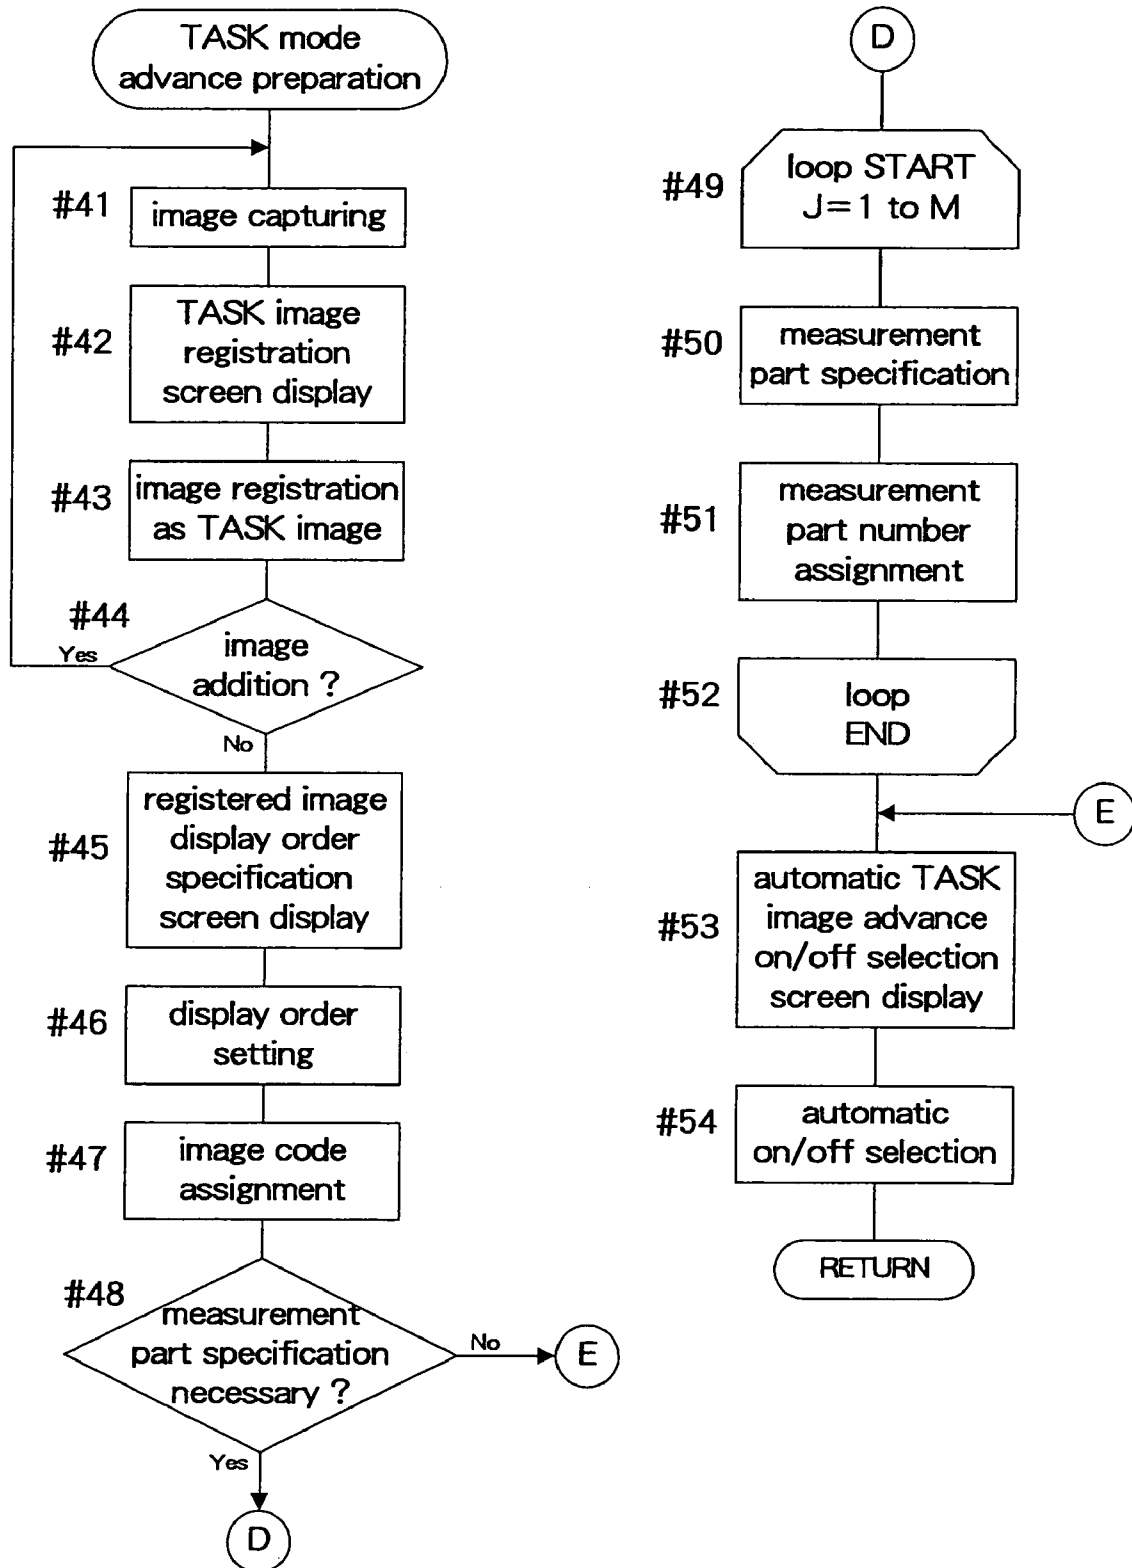 TASK mode
advance preparation
#41
image capturing
#42
TASK image
registration
screen display
#43
image registration
as TASK image
#44
image
addition ?
Yes
No
#45
registered image
display order
specification
screen display
#46
display order
setting
#47
image code
assignment
#48
measurement
part specification
necessary ?
No
E
Yes
D
D
#49
loop START
J=1 to M
#50
measurement
part specification
#51
measurement
part number
assignment
#52
loop
END
E
#53
automatic TASK
image advance
on/off selection
screen display
#54
automatic
on/off selection
RETURN